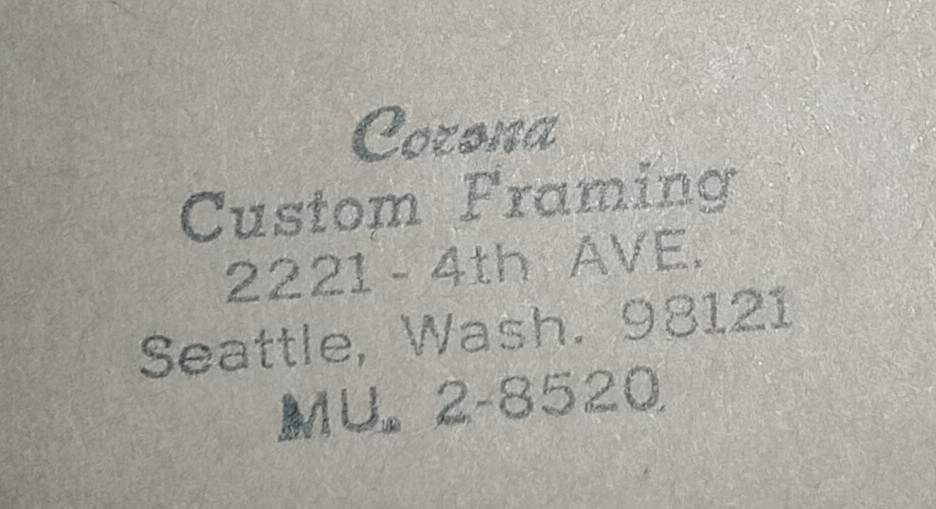 Corona
Custom Framing
2221 - 4th AVE.
Seattle, Wash. 98121
MU. 2-8520